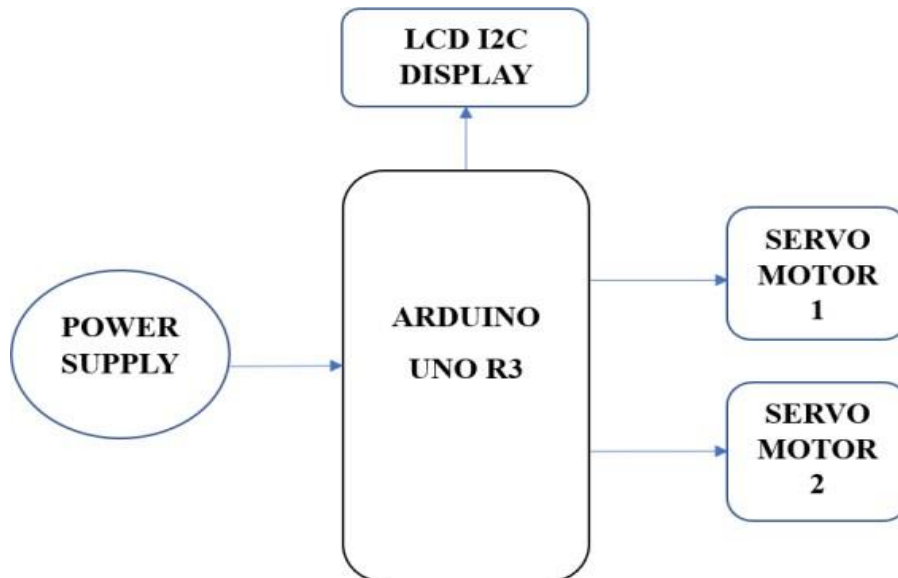 LCD I2C
DISPLAY
POWER
SUPPLY
ARDUINO
UNO R3
SERVO
MOTOR
1
SERVO
MOTOR
2